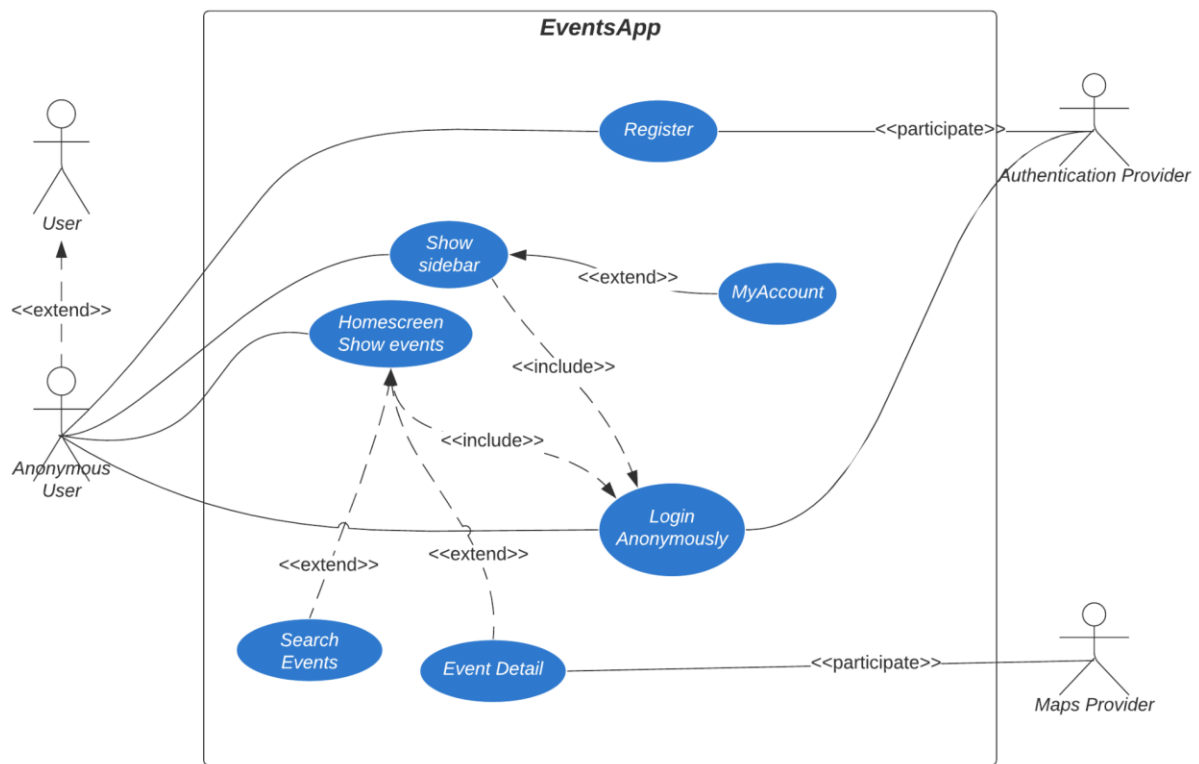 EventsApp
Register
<<participate>>
Authentication Provider
User
Show
sidebar
<<extend>>
MyAccount
<<extend>>
Homescreen
Show events
<<include>>
<<include>>
Anonymous
User
Login
Anonymously
<<extend>>
<<extend>>
Search
Events
Event Detail
<<participate>>
Maps Provider